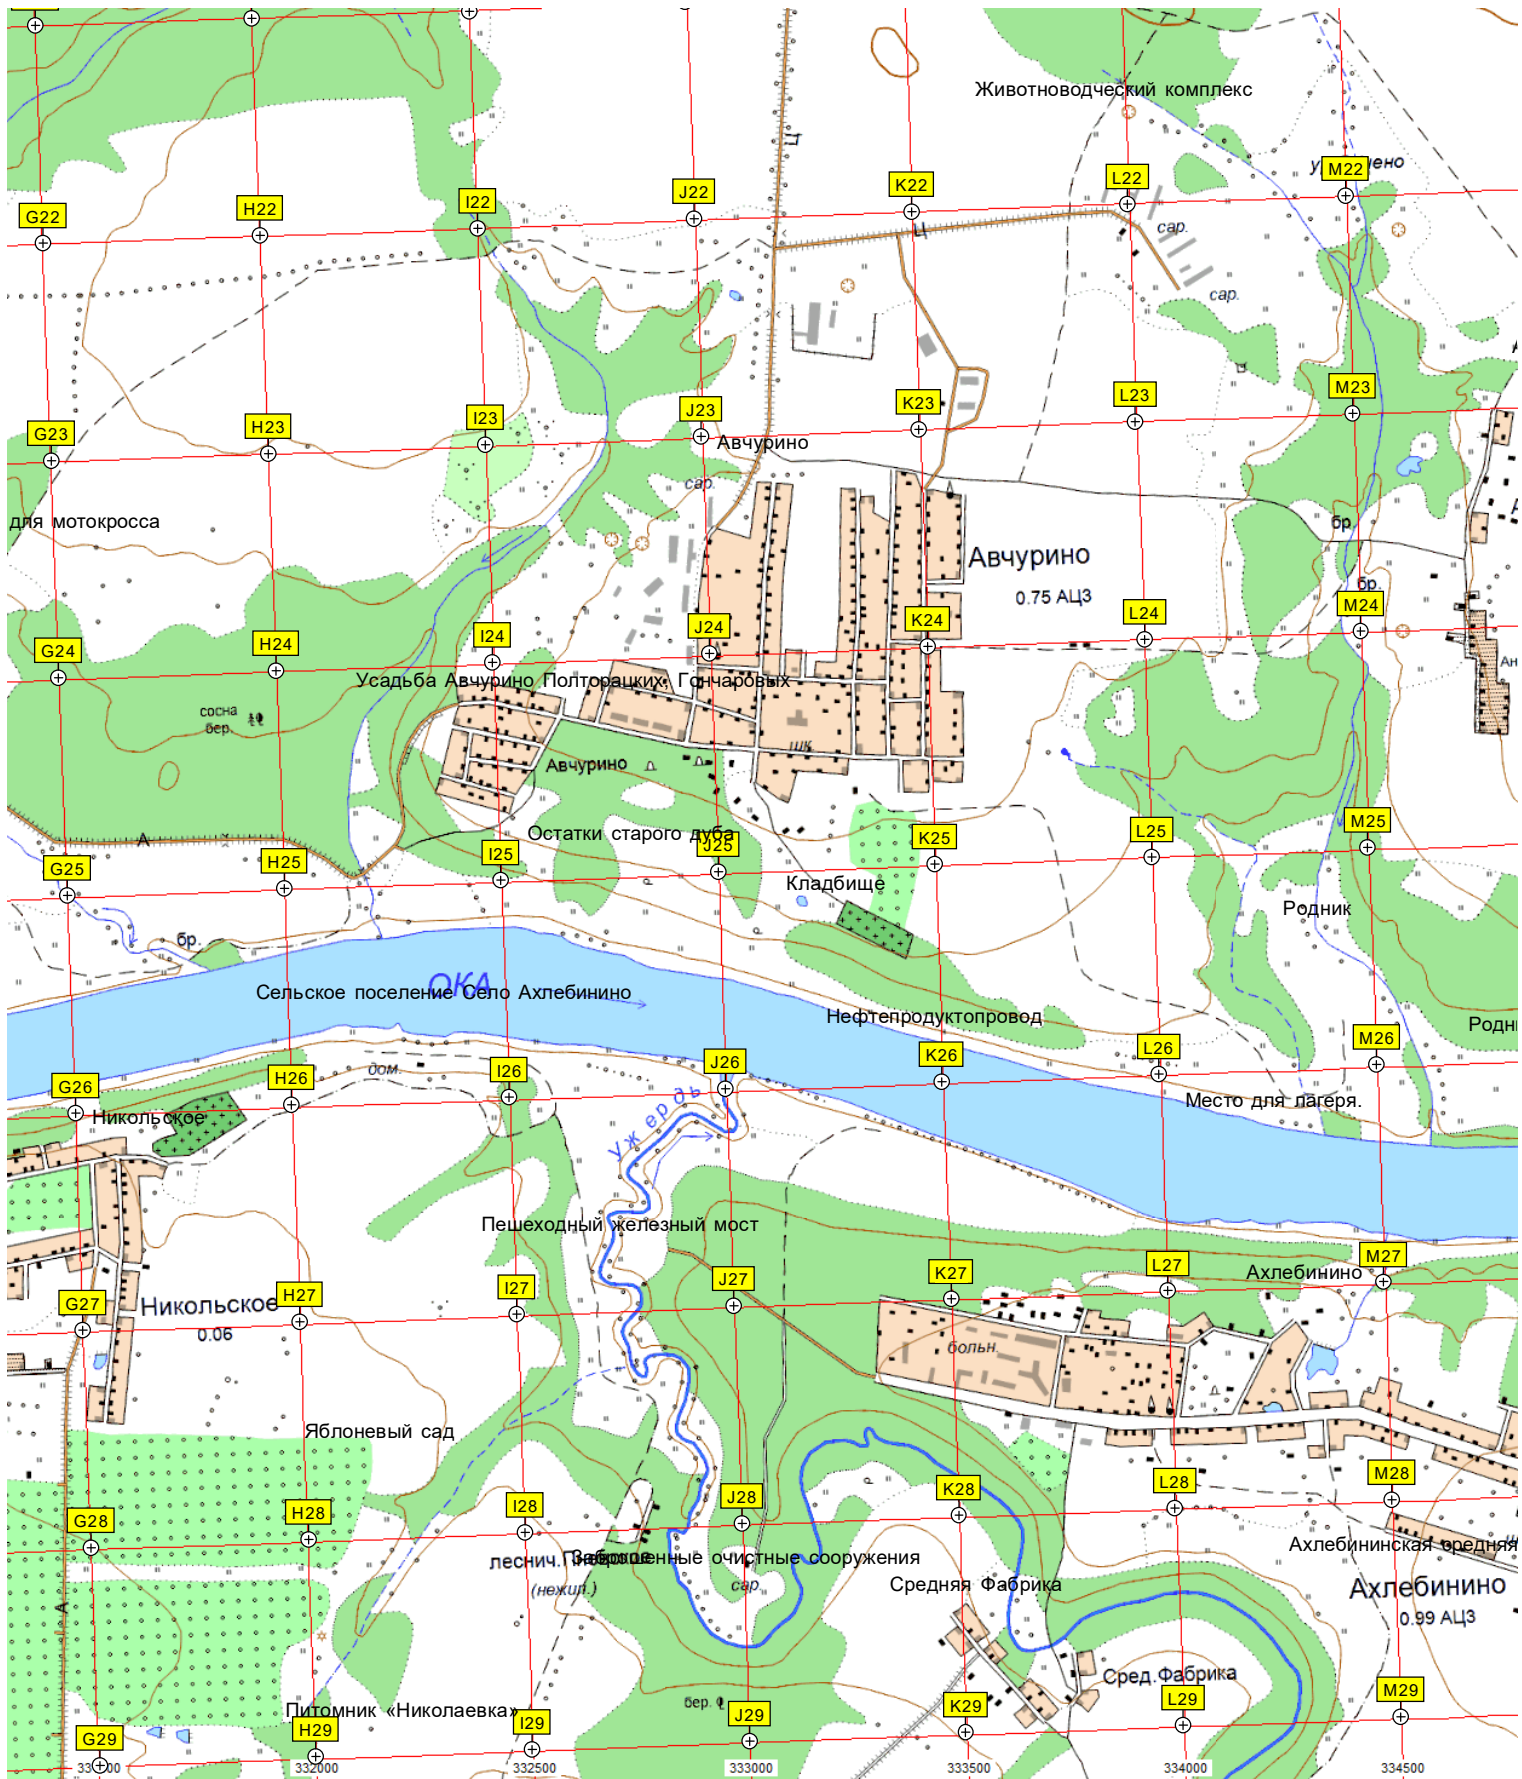 Животноводческий комплекс
M22
L22
K22
J22
I22
H22
G22
Ц
Ц
сар.
сар.
M23
L23
K23
J23
I23
H23
G23
Авчурино
сар.
для мотокросса
бр.
Авчурино
0.75 АЦЗ
бр.
M24
L24
K24
J24
I24
H24
G24
Усадьба Авчурино Полторацких, Гончаровых
сосна
бер.
шк.
Авчурино
Остатки старого дуба
А
M25
L25
K25
J25
I25
H25
G25
Кладбище
Родник
бр.
ОКА
Сельское поселение Село Ахлебинино
Нефтепродуктопровод
M26
L26
K26
J26
I26
H26
G26
дом.
Место для лагеря.
Никольское
Ужердь
Пешеходный железный мост
M27
L27
K27
J27
I27
H27
G27
Ахлебинино
Никольское
0.06
больн.
Яблоневый сад
M28
L28
K28
J28
I28
H28
G28
леснич.
Заброшенные очистные сооружения
(нежил.)
сар.
Ахлебининская средняя
Средняя Фабрика
Ахлебинино
0.99 АЦЗ
А
Сред.Фабрика
бер.
Питомник «Николаевка»
M29
L29
K29
J29
I29
H29
G29
332000
332500
333000
333500
334000
334500